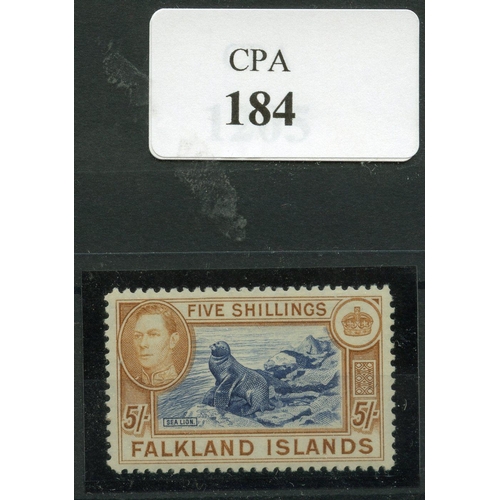 CPA
184
FIVE SHILLINGS
5/-
5/-
SEA LION.
FALKLAND ISLANDS